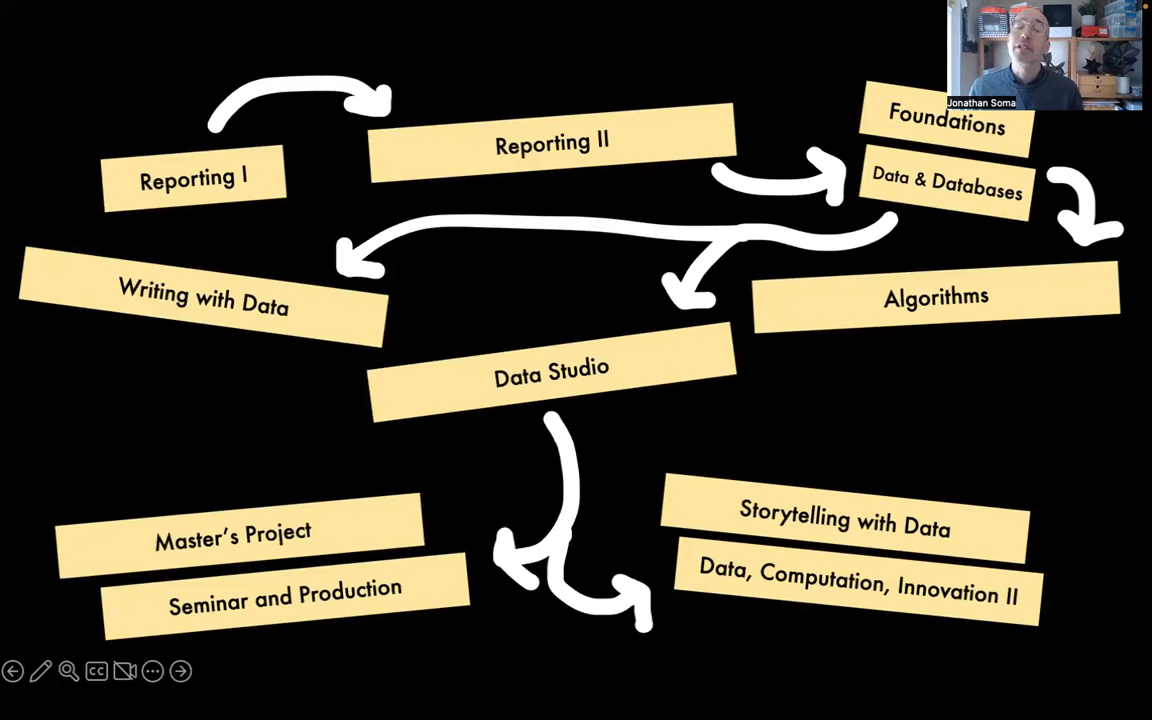 Jonathan Soma
Reporting I
Reporting II
Foundations
Data & Databases
Writing with Data
Data Studio
Algorithms
Master's Project
Seminar and Production
Storytelling with Data
Data, Computation, Innovation II
CC